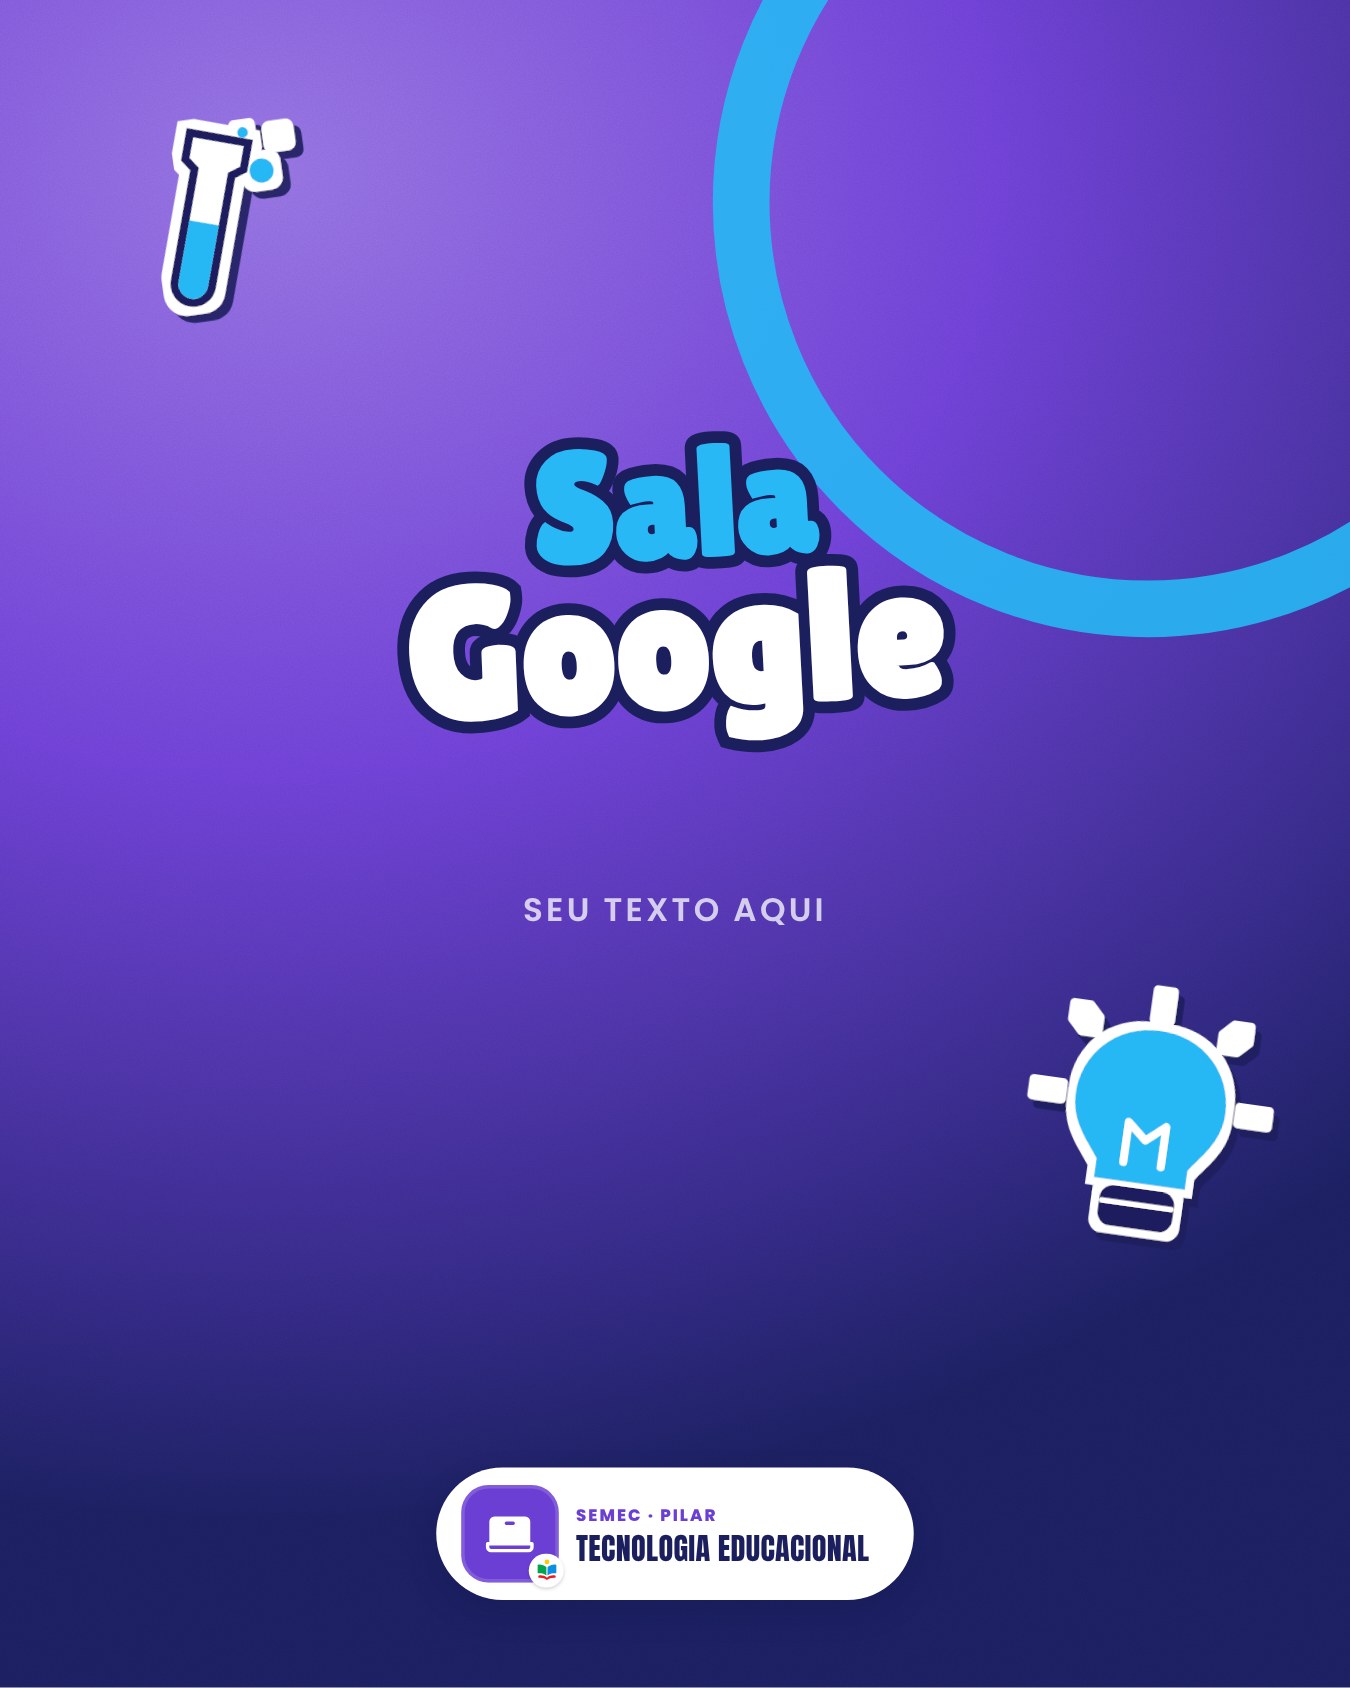 Sala
Google
SEU TEXTO AQUI
M
SEMEC · PILAR
TECNOLOGIA EDUCACIONAL